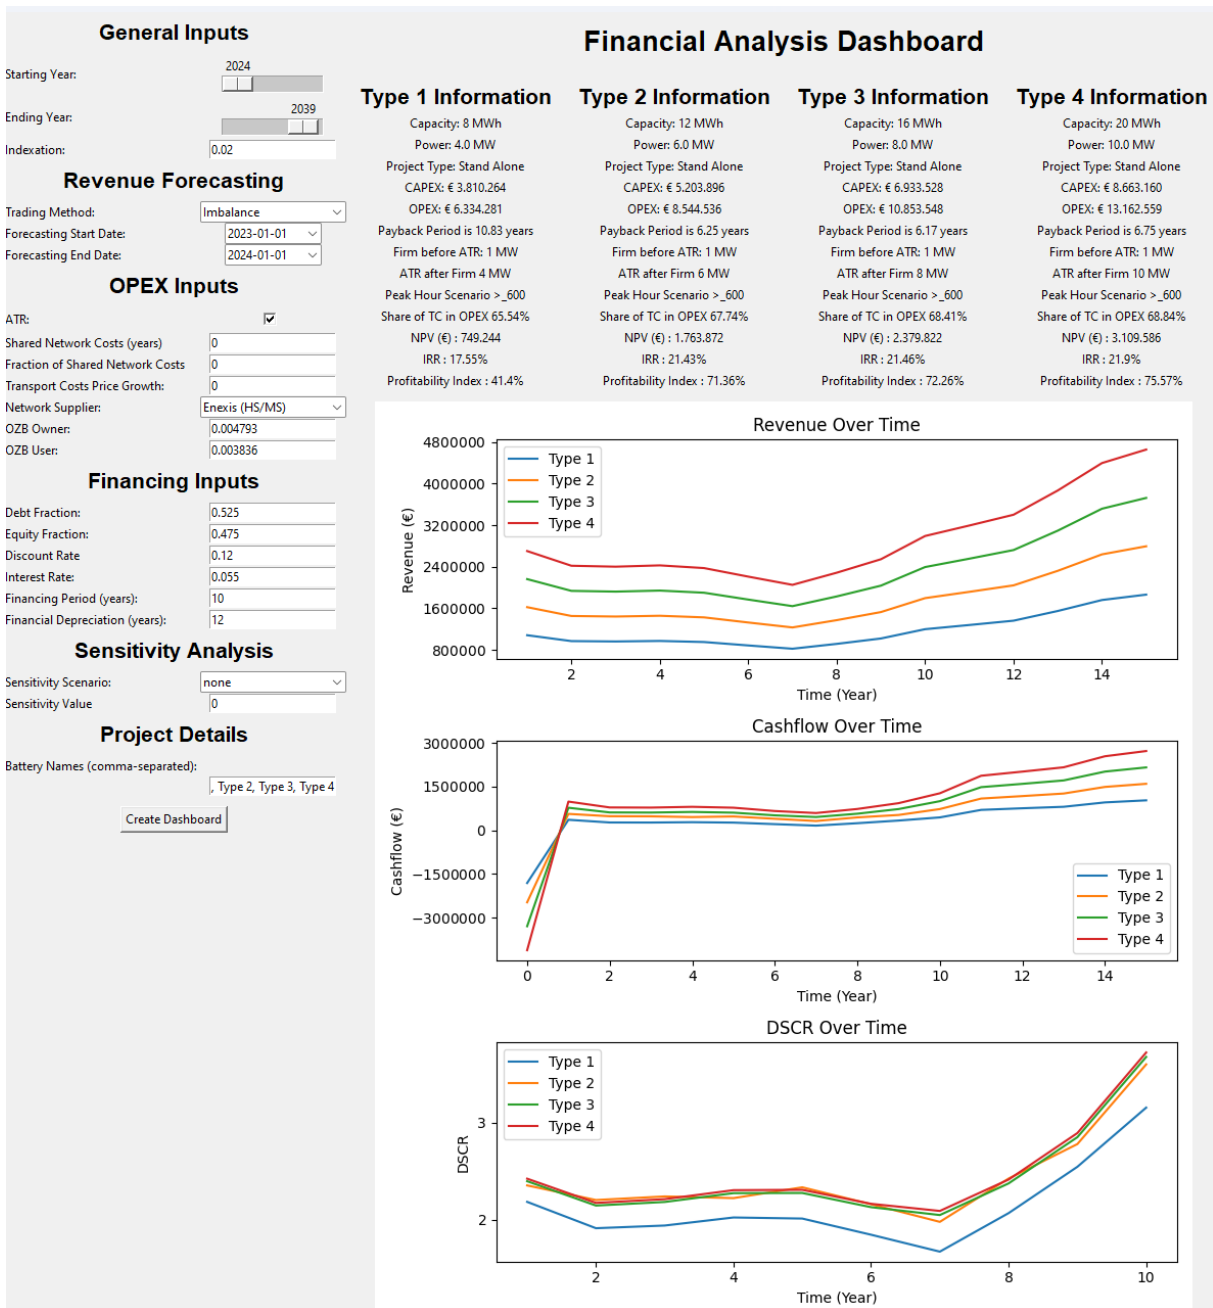 General Inputs
Starting Year:
2024
Ending Year:
2039
Indexation:
0.02
Revenue Forecasting
Trading Method:
Imbalance
Forecasting Start Date:
2023-01-01
Forecasting End Date:
2024-01-01
OPEX Inputs
ATR:
Shared Network Costs (years)
0
Fraction of Shared Network Costs
0
Transport Costs Price Growth:
0
Network Supplier:
Enexis (HS/MS)
OZB Owner:
0.004793
OZB User:
0.003836
Financing Inputs
Debt Fraction:
0.525
Equity Fraction:
0.475
Discount Rate
0.12
Interest Rate:
0.055
Financing Period (years):
10
Financial Depreciation (years):
12
Sensitivity Analysis
Sensitivity Scenario:
none
Sensitivity Value
0
Project Details
Battery Names (comma-separated):
, Type 2, Type 3, Type 4
Create Dashboard
Financial Analysis Dashboard
Type 1 Information
Capacity: 8 MWh
Power: 4.0 MW
Project Type: Stand Alone
CAPEX: € 3.810.264
OPEX: € 6.334.281
Payback Period is 10.83 years
Firm before ATR: 1 MW
ATR after Firm 4 MW
Peak Hour Scenario >_600
Share of TC in OPEX 65.54%
NPV (€) : 749.244
IRR : 17.55%
Profitability Index : 41.4%
Type 2 Information
Capacity: 12 MWh
Power: 6.0 MW
Project Type: Stand Alone
CAPEX: € 5.203.896
OPEX: € 8.544.536
Payback Period is 6.25 years
Firm before ATR: 1 MW
ATR after Firm 6 MW
Peak Hour Scenario >_600
Share of TC in OPEX 67.74%
NPV (€) : 1.763.872
IRR : 21.43%
Profitability Index : 71.36%
Type 3 Information
Capacity: 16 MWh
Power: 8.0 MW
Project Type: Stand Alone
CAPEX: € 6.933.528
OPEX: € 10.853.548
Payback Period is 6.17 years
Firm before ATR: 1 MW
ATR after Firm 8 MW
Peak Hour Scenario >_600
Share of TC in OPEX 68.41%
NPV (€) : 2.379.822
IRR : 21.46%
Profitability Index : 72.26%
Type 4 Information
Capacity: 20 MWh
Power: 10.0 MW
Project Type: Stand Alone
CAPEX: € 8.663.160
OPEX: € 13.162.559
Payback Period is 6.75 years
Firm before ATR: 1 MW
ATR after Firm 10 MW
Peak Hour Scenario >_600
Share of TC in OPEX 68.84%
NPV (€) : 3.109.586
IRR : 21.9%
Profitability Index : 75.57%
Revenue Over Time
Revenue (€)
4800000
4000000
3200000
2400000
1600000
800000
Type 1
Type 2
Type 3
Type 4
2 4 6 8 10 12 14
Time (Year)
Cashflow Over Time
Cashflow (€)
3000000
1500000
0
−1500000
−3000000
Type 1
Type 2
Type 3
Type 4
0 2 4 6 8 10 12 14
Time (Year)
DSCR Over Time
DSCR
3
2
Type 1
Type 2
Type 3
Type 4
2 4 6 8 10
Time (Year)